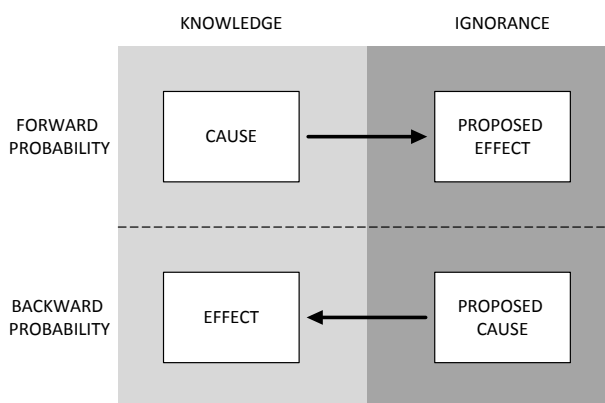 KNOWLEDGE
IGNORANCE
FORWARD
PROBABILITY
CAUSE
PROPOSED
EFFECT
BACKWARD
PROBABILITY
EFFECT
PROPOSED
CAUSE